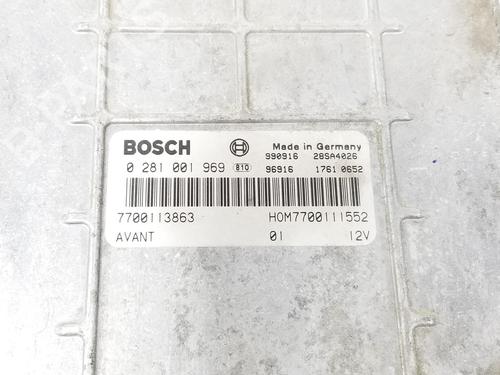 BOSCH Made in Germany
990916 28SA4026
0 281 001 969 810 96916 1761 0652
7700113863 HOM7700111552
AVANT 01 12V